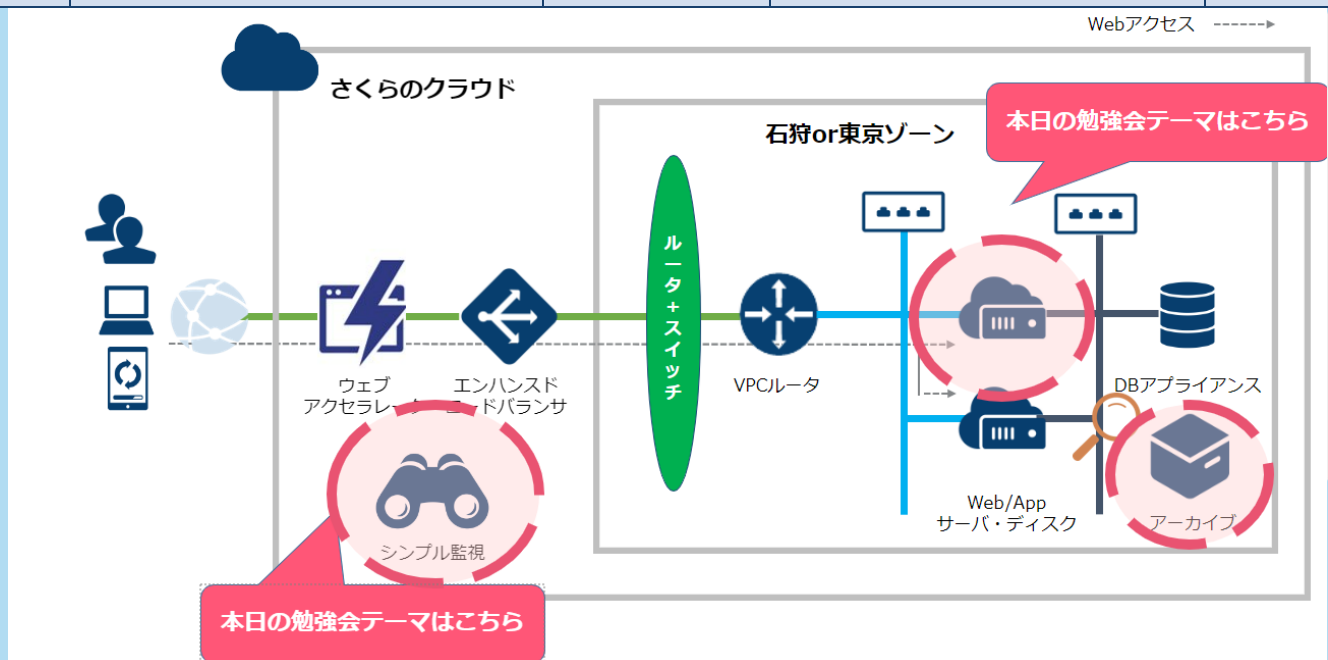 Webアクセス
さくらのクラウド
本日の勉強会テーマはこちら
石狩or東京ゾーン
ルータ+スイッチ
ウェブ
アクセラレータ
エンハンスド
ロードバランサ
VPCルータ
DBアプライアンス
Web/App
サーバ・ディスク
アーカイブ
シンプル監視
本日の勉強会テーマはこちら